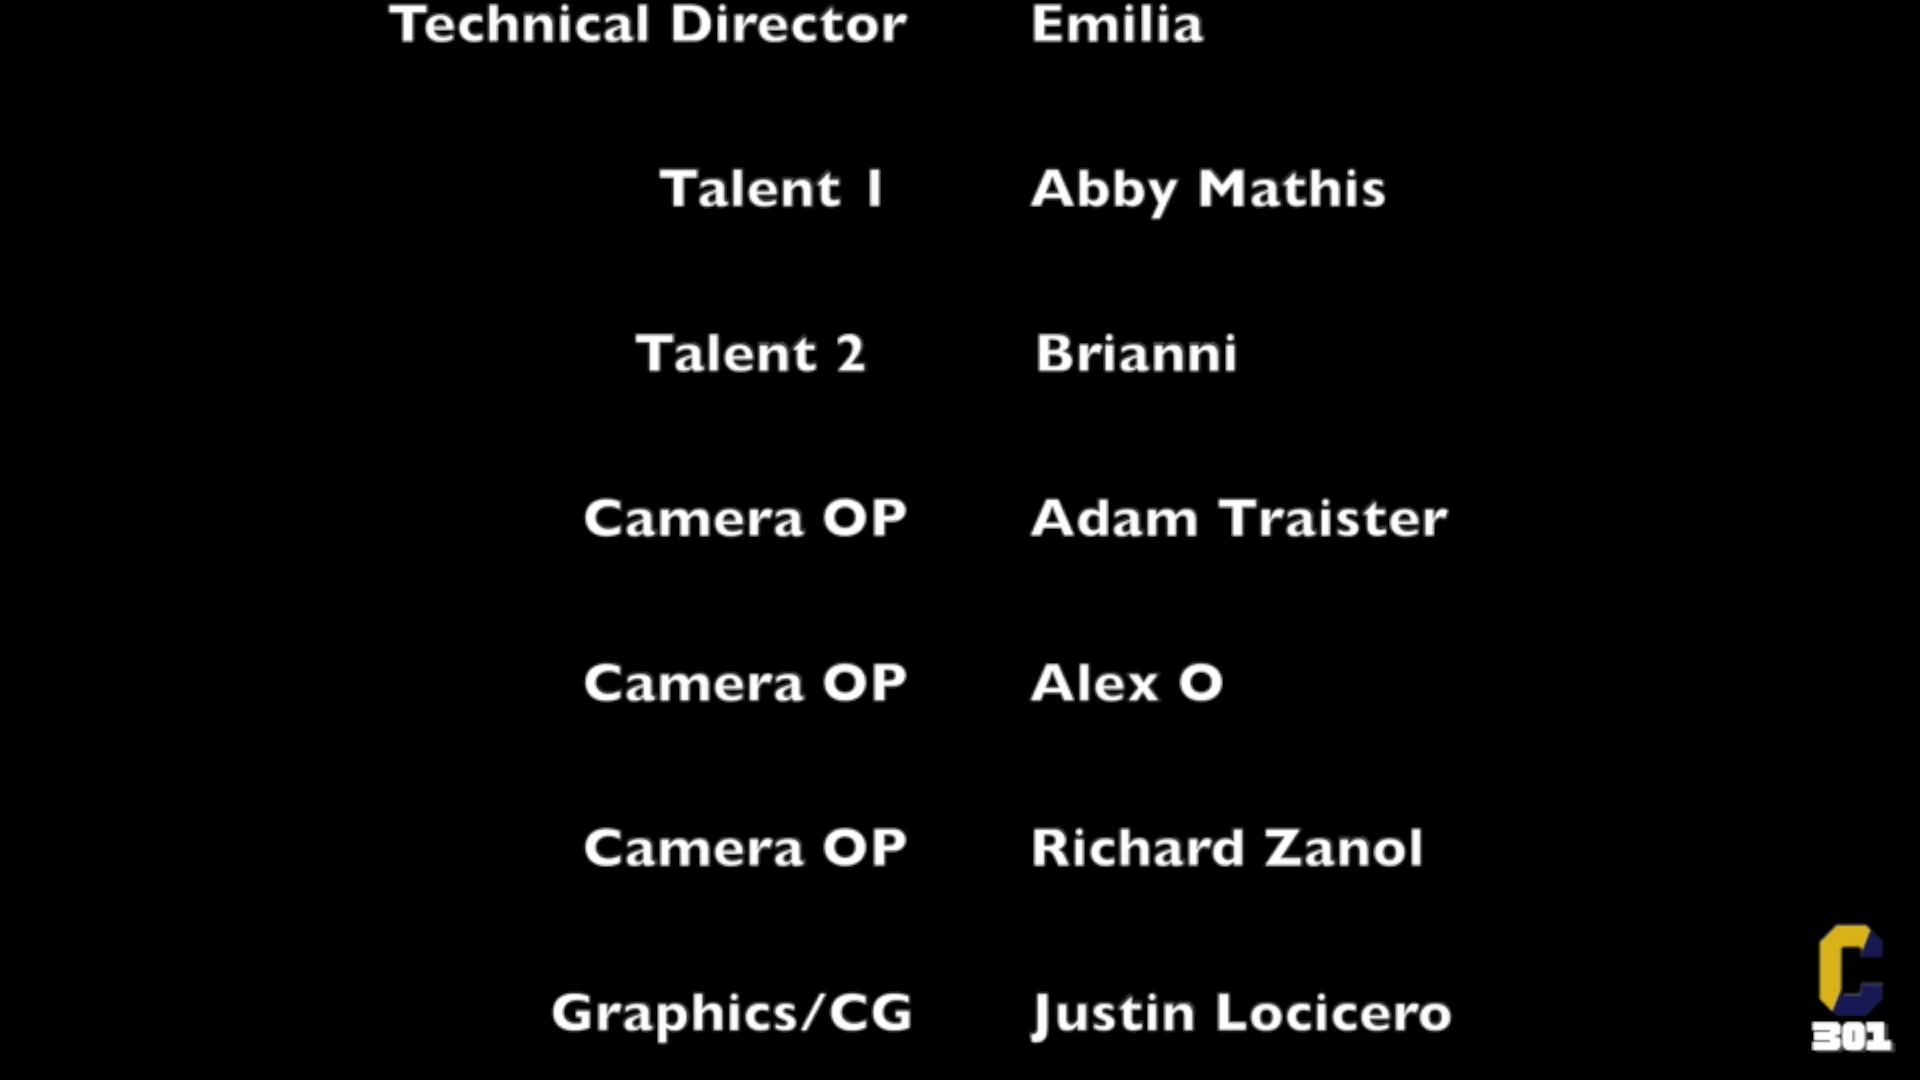 Technical Director Emilia
Talent 1 Abby Mathis
Talent 2 Brianni
Camera OP Adam Traister
Camera OP Alex O
Camera OP Richard Zanol
Graphics/CG Justin Locicero
C
301